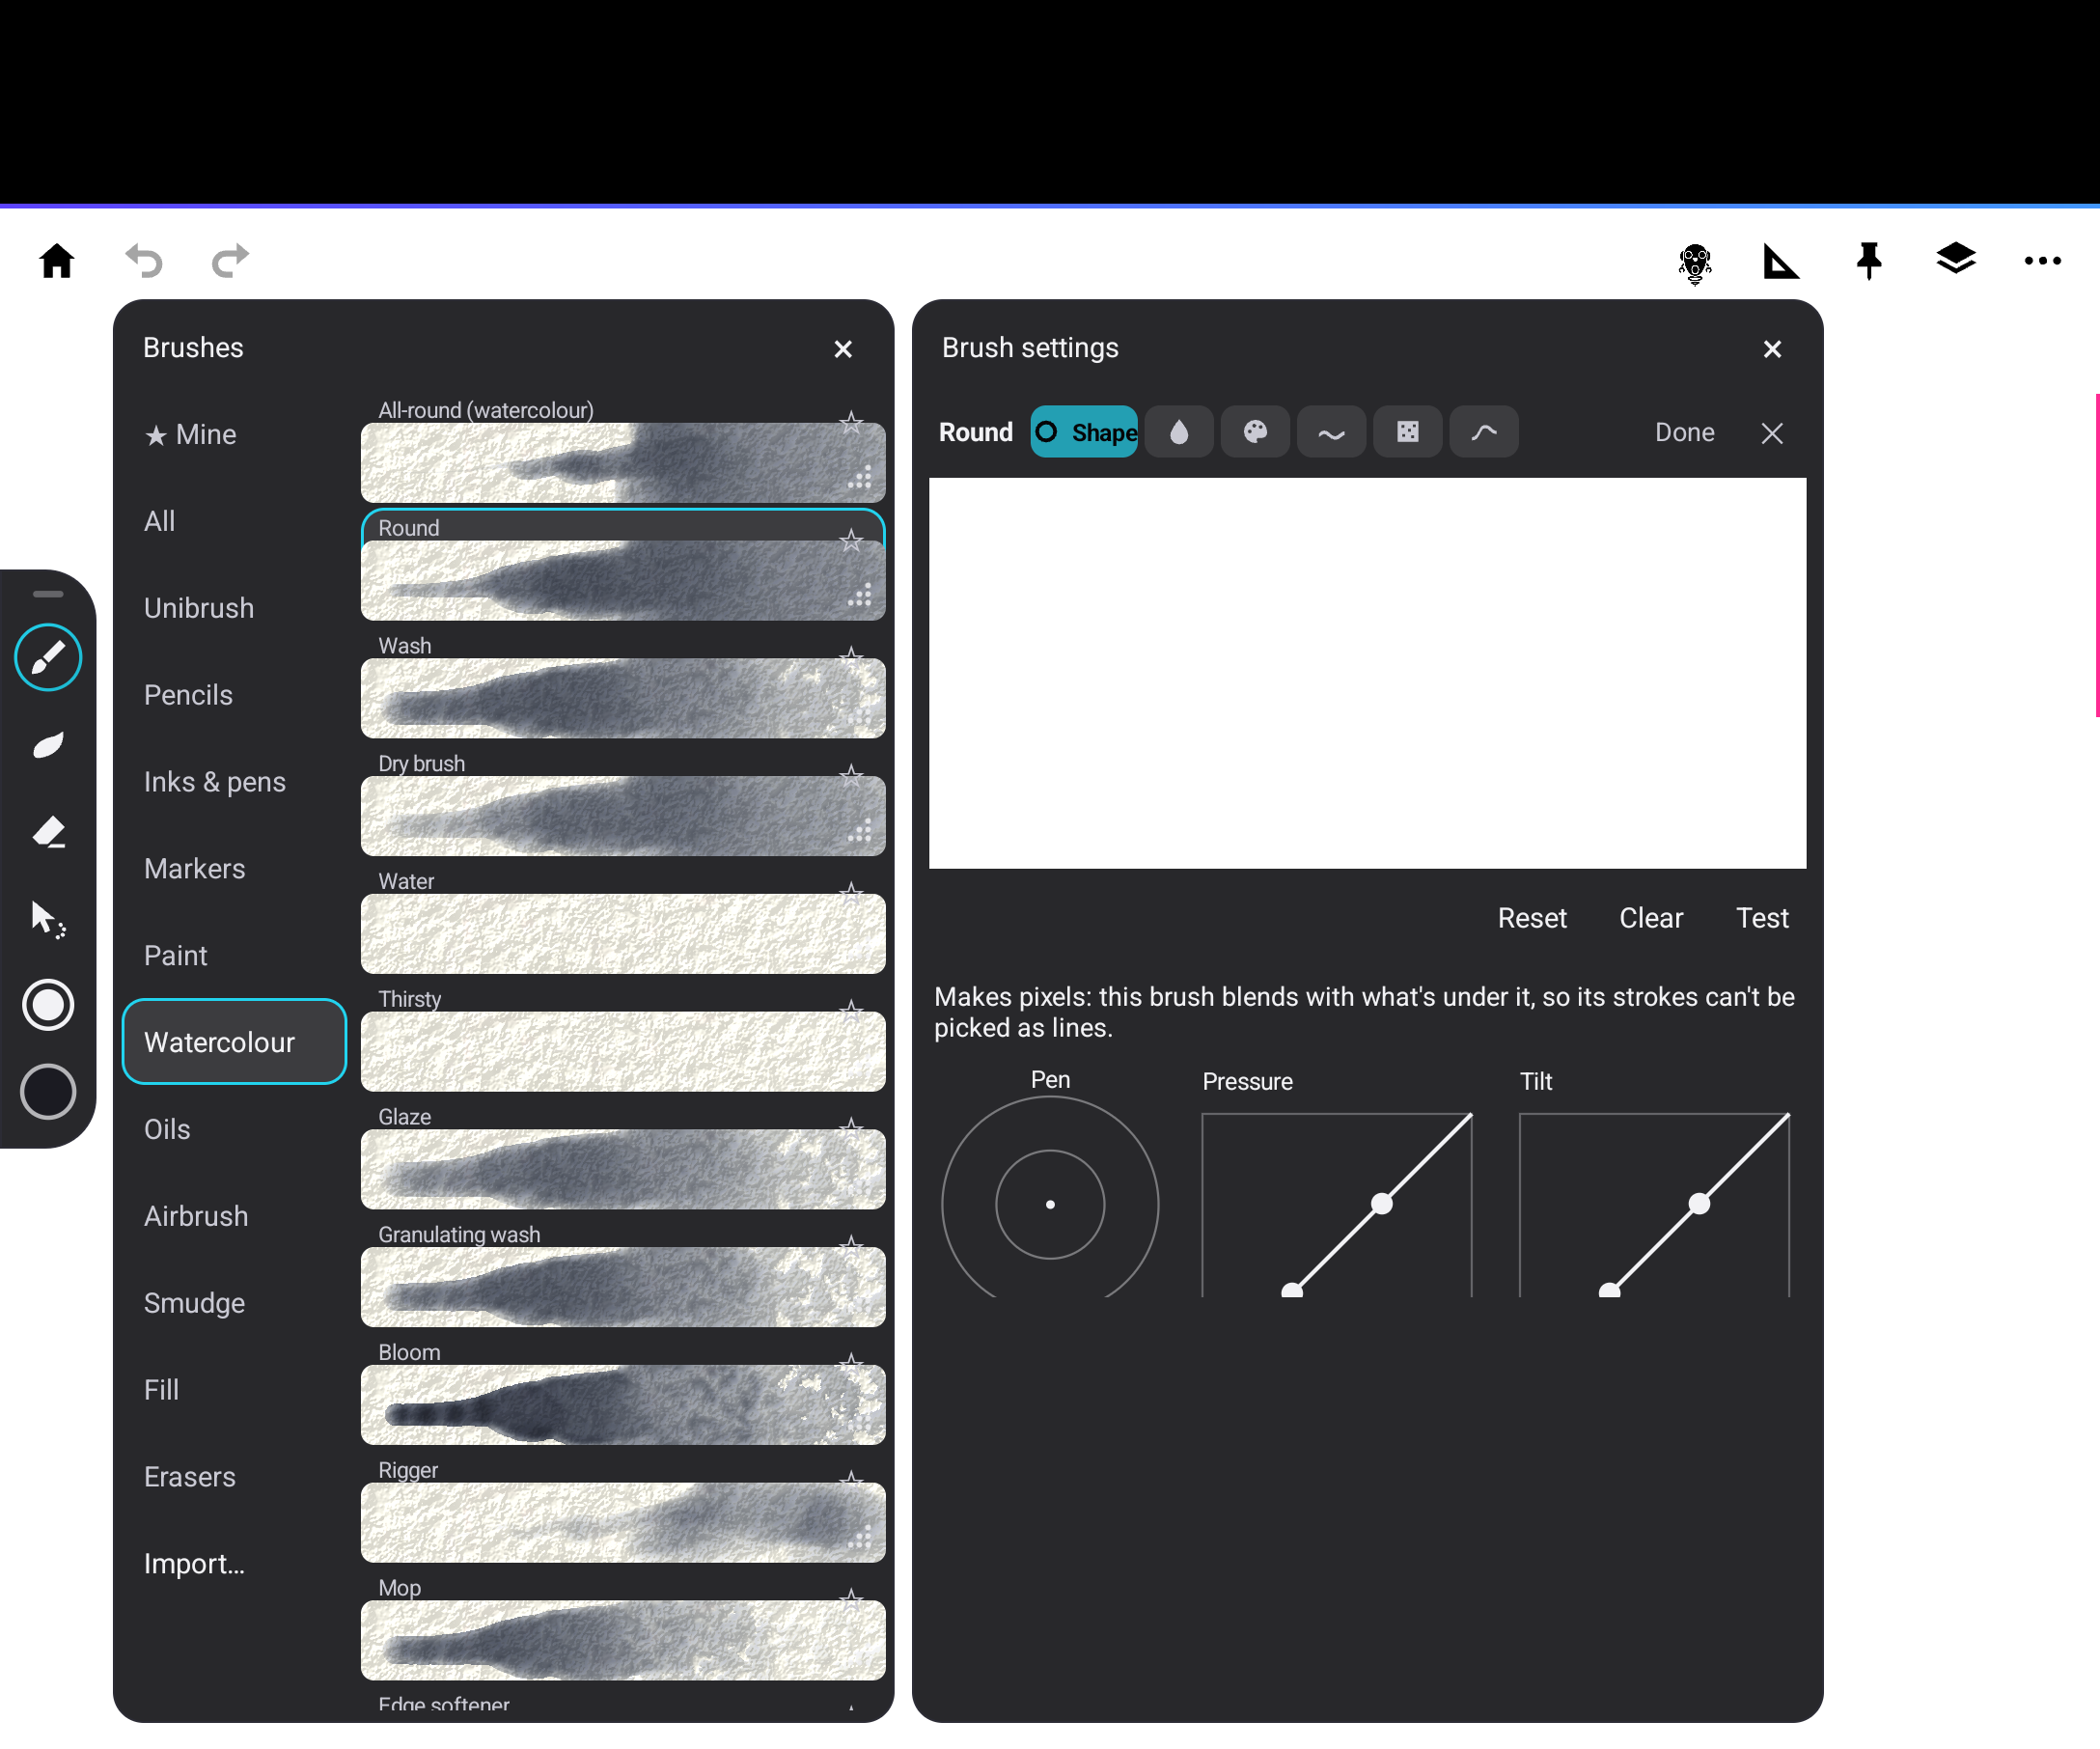 Brushes
★ Mine
All
Unibrush
Pencils
Inks & pens
Markers
Paint
Watercolour
Oils
Airbrush
Smudge
Fill
Erasers
Import...
All-round (watercolour)
Round
Wash
Dry brush
Water
Thirsty
Glaze
Granulating wash
Bloom
Rigger
Mop
Edge softener
Brush settings
Round
Shape
Done
Reset
Clear
Test
Makes pixels: this brush blends with what's under it, so its strokes can't be
picked as lines.
Pen
Pressure
Tilt